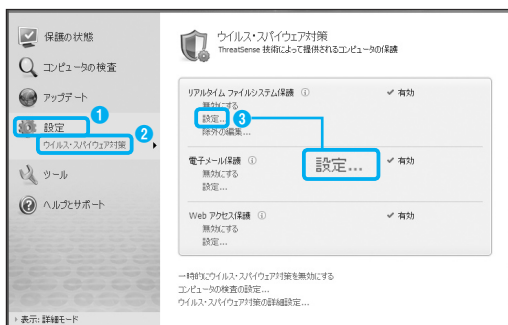 保護の状態
コンピュータの検査
アップデート
1
設定
2
ウイルス・スパイウェア対策
ツール
ヘルプとサポート
表示: 詳細モード
ウイルス・スパイウェア対策
ThreatSense 技術によって提供されるコンピュータの保護
リアルタイム ファイルシステム保護 ✔ 有効
無効にする
設定...
3
除外の編集...
電子メール保護 ✔ 有効
無効にする
設定...
設定...
Web アクセス保護 ✔ 有効
無効にする
設定...
一時的にウイルス・スパイウェア対策を無効にする
コンピュータの検査の設定...
ウイルス・スパイウェア対策の詳細設定...